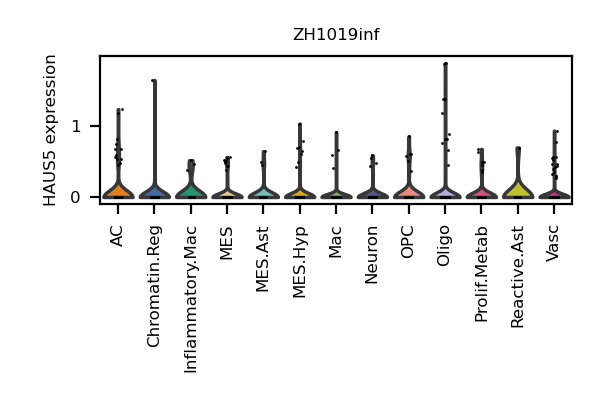 ZH1019inf
HAUS5 expression
1
0
AC
Chromatin.Reg
Inflammatory.Mac
MES
MES.Ast
MES.Hyp
Mac
Neuron
OPC
Oligo
Prolif.Metab
Reactive.Ast
Vasc